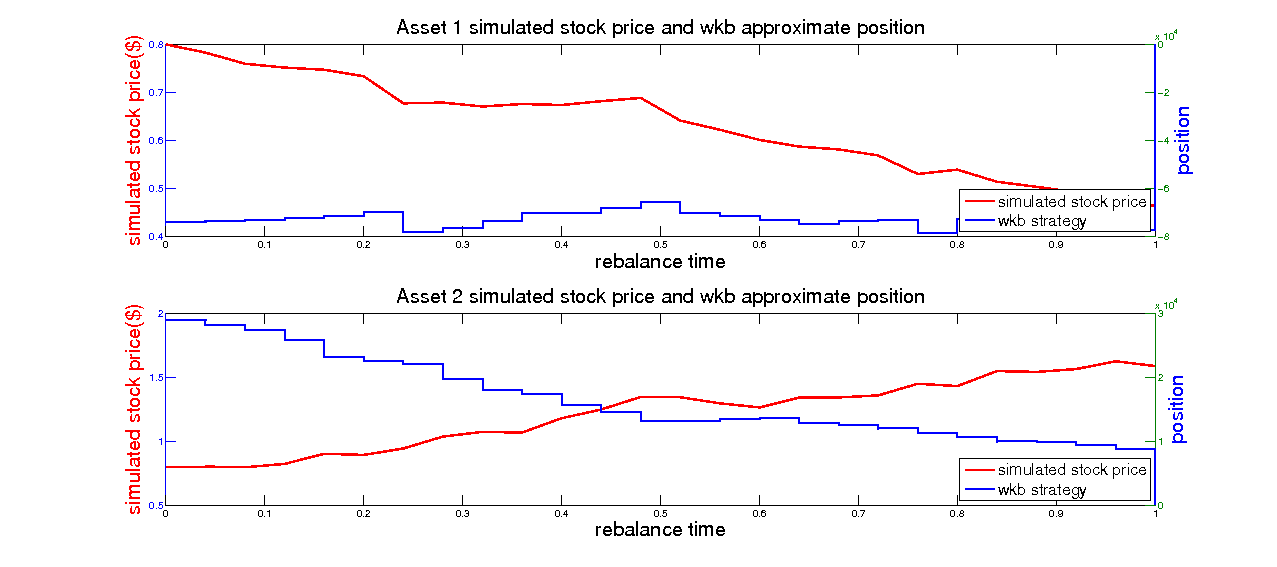 Asset 1 simulated stock price and wkb approximate position
x 10^4
simulated stock price($)
0.8
0.7
0.6
0.5
0.4
0
-2
-4
-6
-8
position
simulated stock price
wkb strategy
0 0.1 0.2 0.3 0.4 0.5 0.6 0.7 0.8 0.9 1
rebalance time
Asset 2 simulated stock price and wkb approximate position
x 10^4
simulated stock price($)
2
1.5
1
0.5
3
2
1
0
position
simulated stock price
wkb strategy
0 0.1 0.2 0.3 0.4 0.5 0.6 0.7 0.8 0.9 1
rebalance time